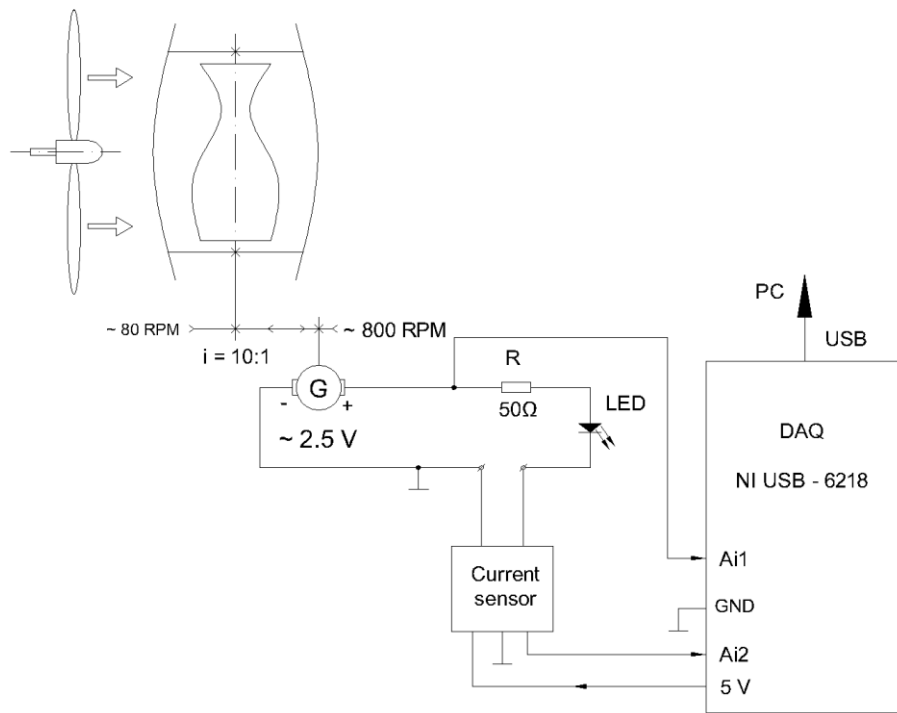 PC
USB
~ 80 RPM
~ 800 RPM
i = 10:1
G
-
+
~ 2.5 V
R
50Ω
LED
DAQ
NI USB - 6218
Current
sensor
Ai1
GND
Ai2
5 V